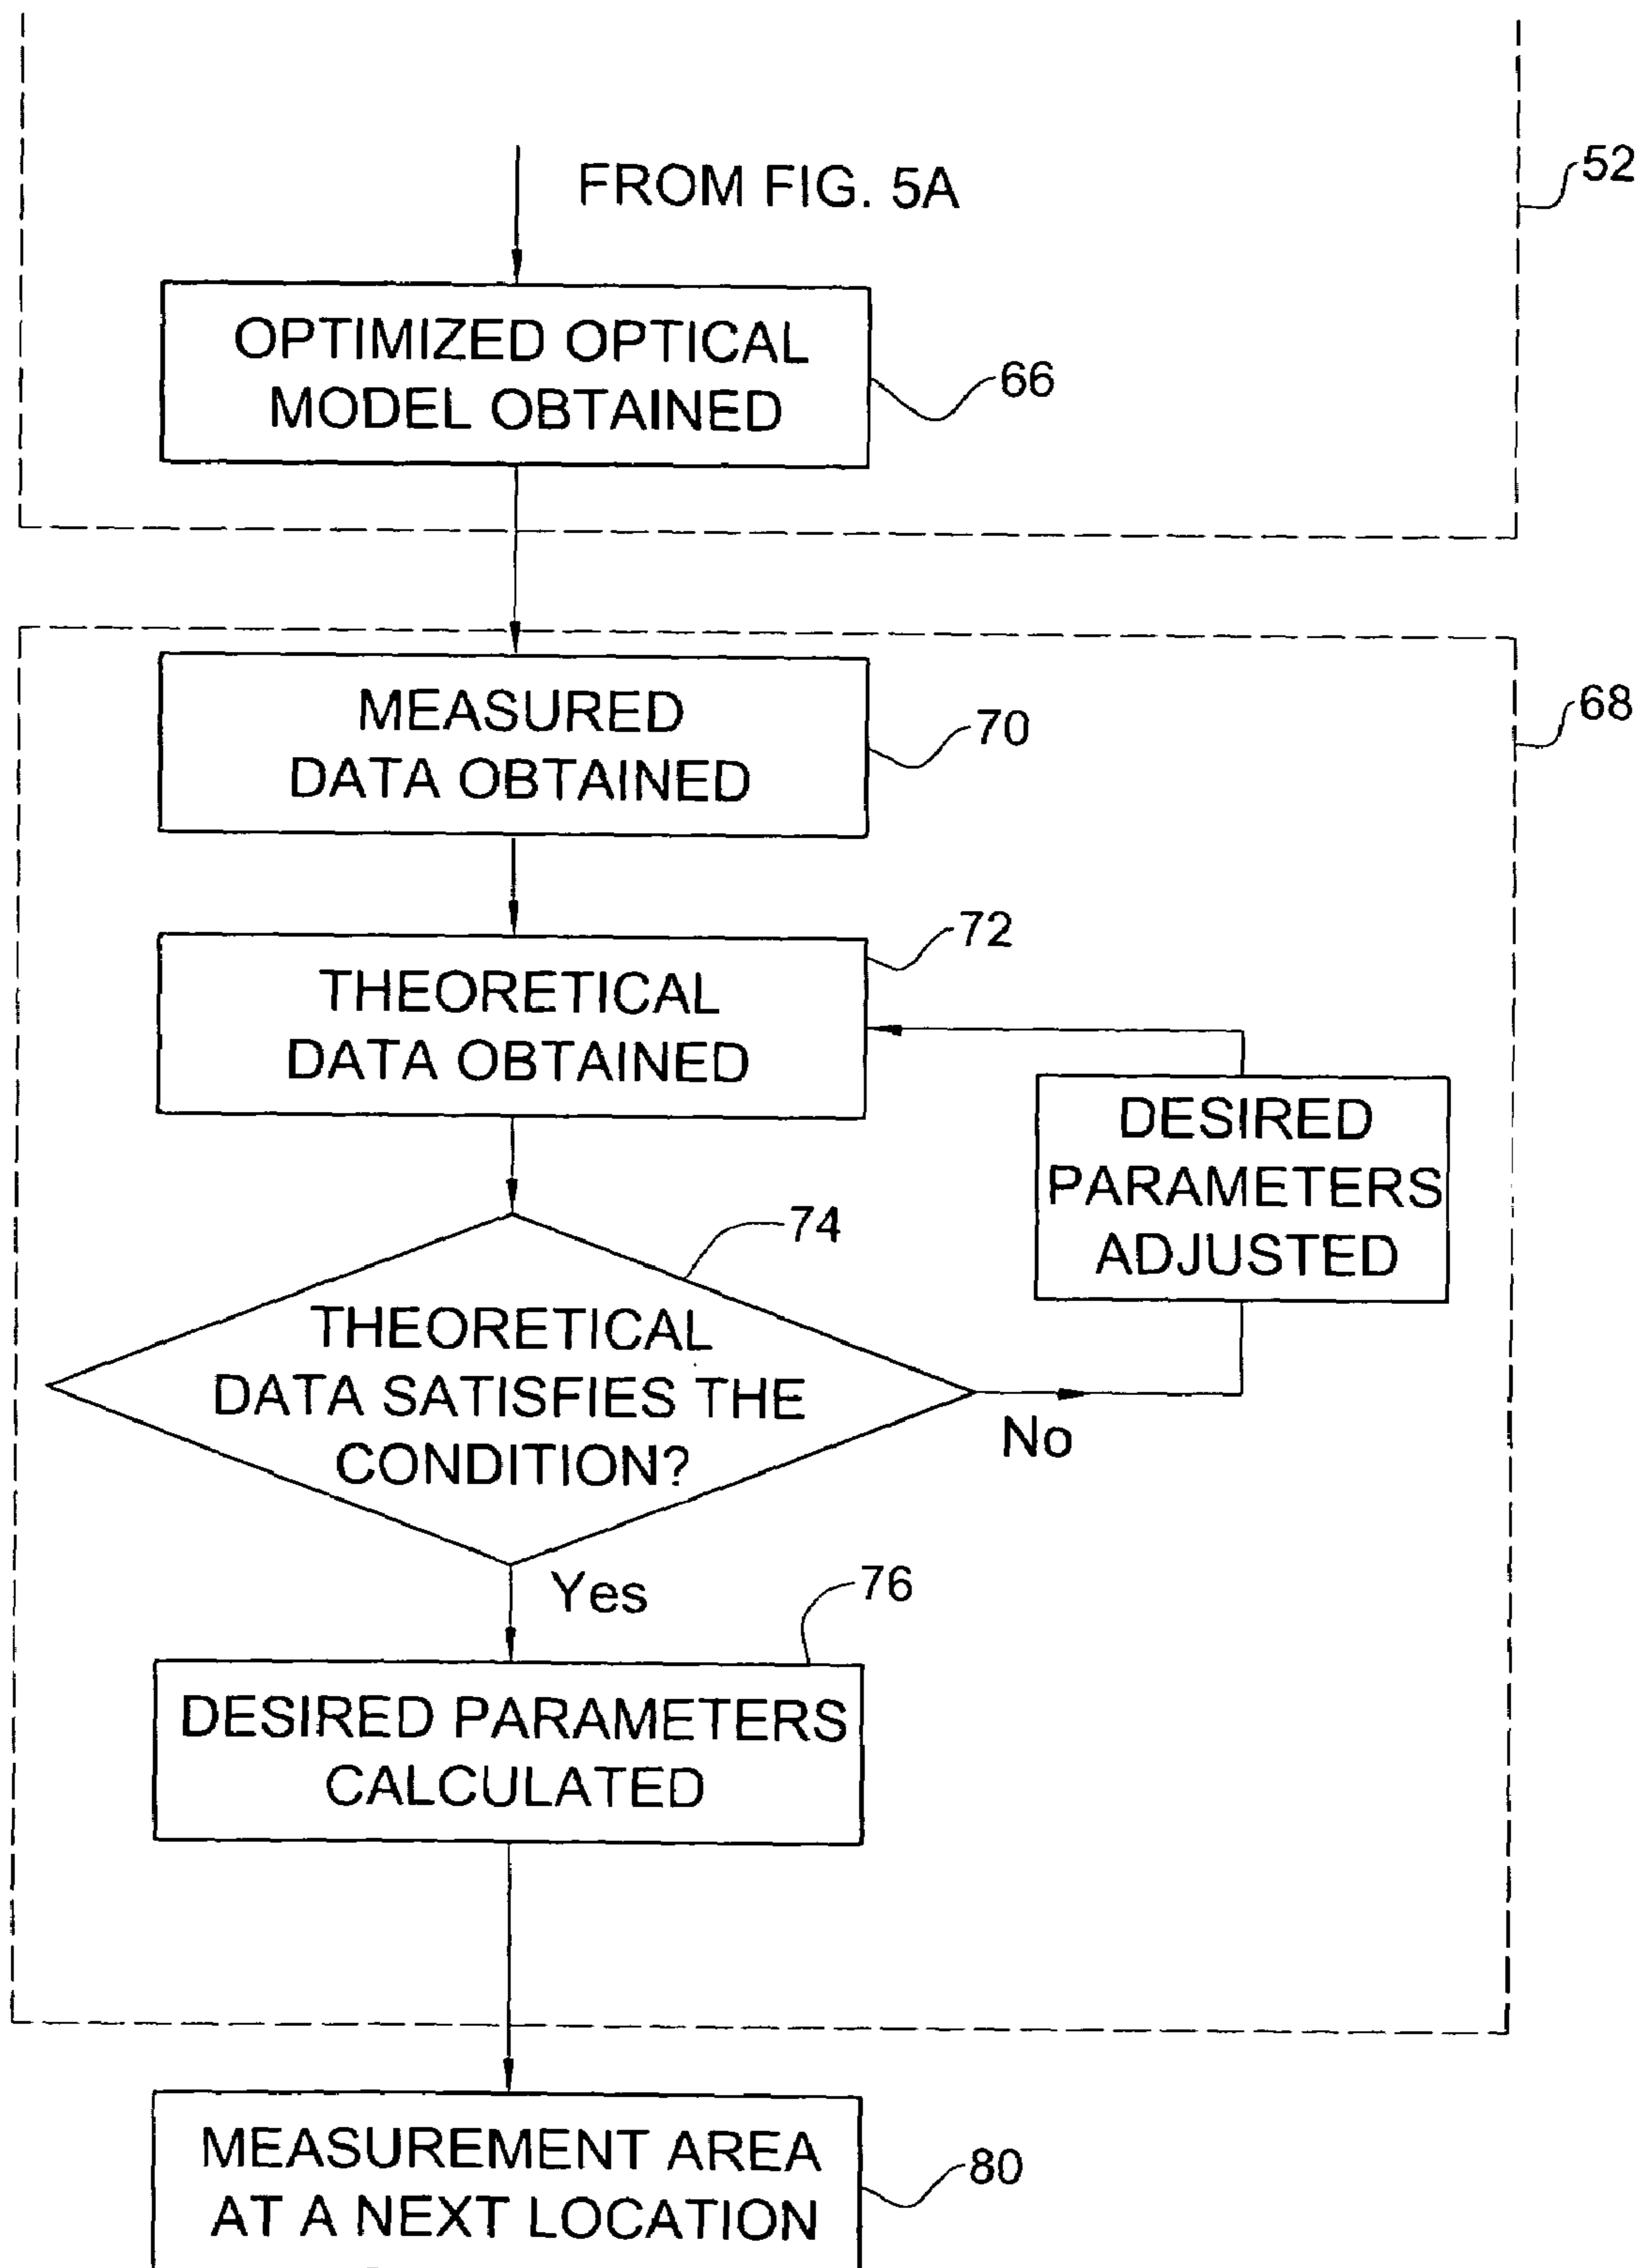 52
FROM FIG. 5A
OPTIMIZED OPTICAL
MODEL OBTAINED
66
68
MEASURED
DATA OBTAINED
70
72
THEORETICAL
DATA OBTAINED
DESIRED
PARAMETERS
ADJUSTED
74
THEORETICAL
DATA SATISFIES THE
CONDITION?
No
Yes
76
DESIRED PARAMETERS
CALCULATED
MEASUREMENT AREA
AT A NEXT LOCATION
80